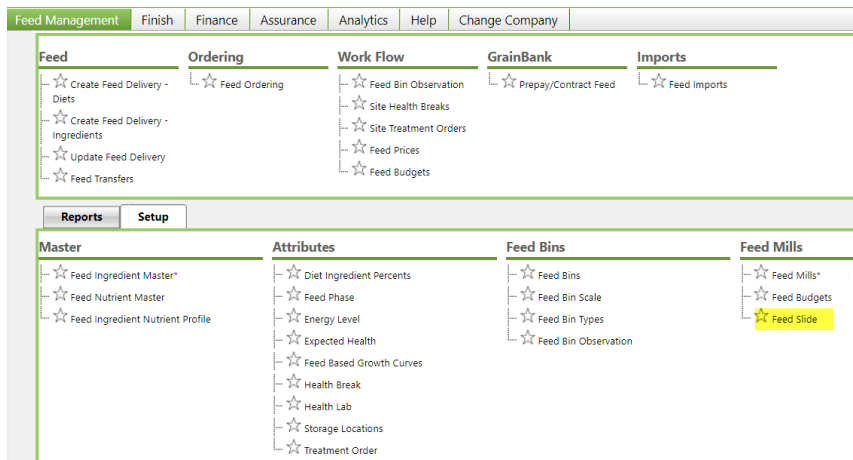 Feed Management Finish Finance Assurance Analytics Help Change Company
Feed
Create Feed Delivery -
Diets
Create Feed Delivery -
Ingredients
Update Feed Delivery
Feed Transfers
Ordering
Feed Ordering
Work Flow
Feed Bin Observation
Site Health Breaks
Site Treatment Orders
Feed Prices
Feed Budgets
GrainBank
Prepay/Contract Feed
Imports
Feed Imports
Reports Setup
Master
Feed Ingredient Master*
Feed Nutrient Master
Feed Ingredient Nutrient Profile
Attributes
Diet Ingredient Percents
Feed Phase
Energy Level
Expected Health
Feed Based Growth Curves
Health Break
Health Lab
Storage Locations
Treatment Order
Feed Bins
Feed Bins
Feed Bin Scale
Feed Bin Types
Feed Bin Observation
Feed Mills
Feed Mills*
Feed Budgets
Feed Slide